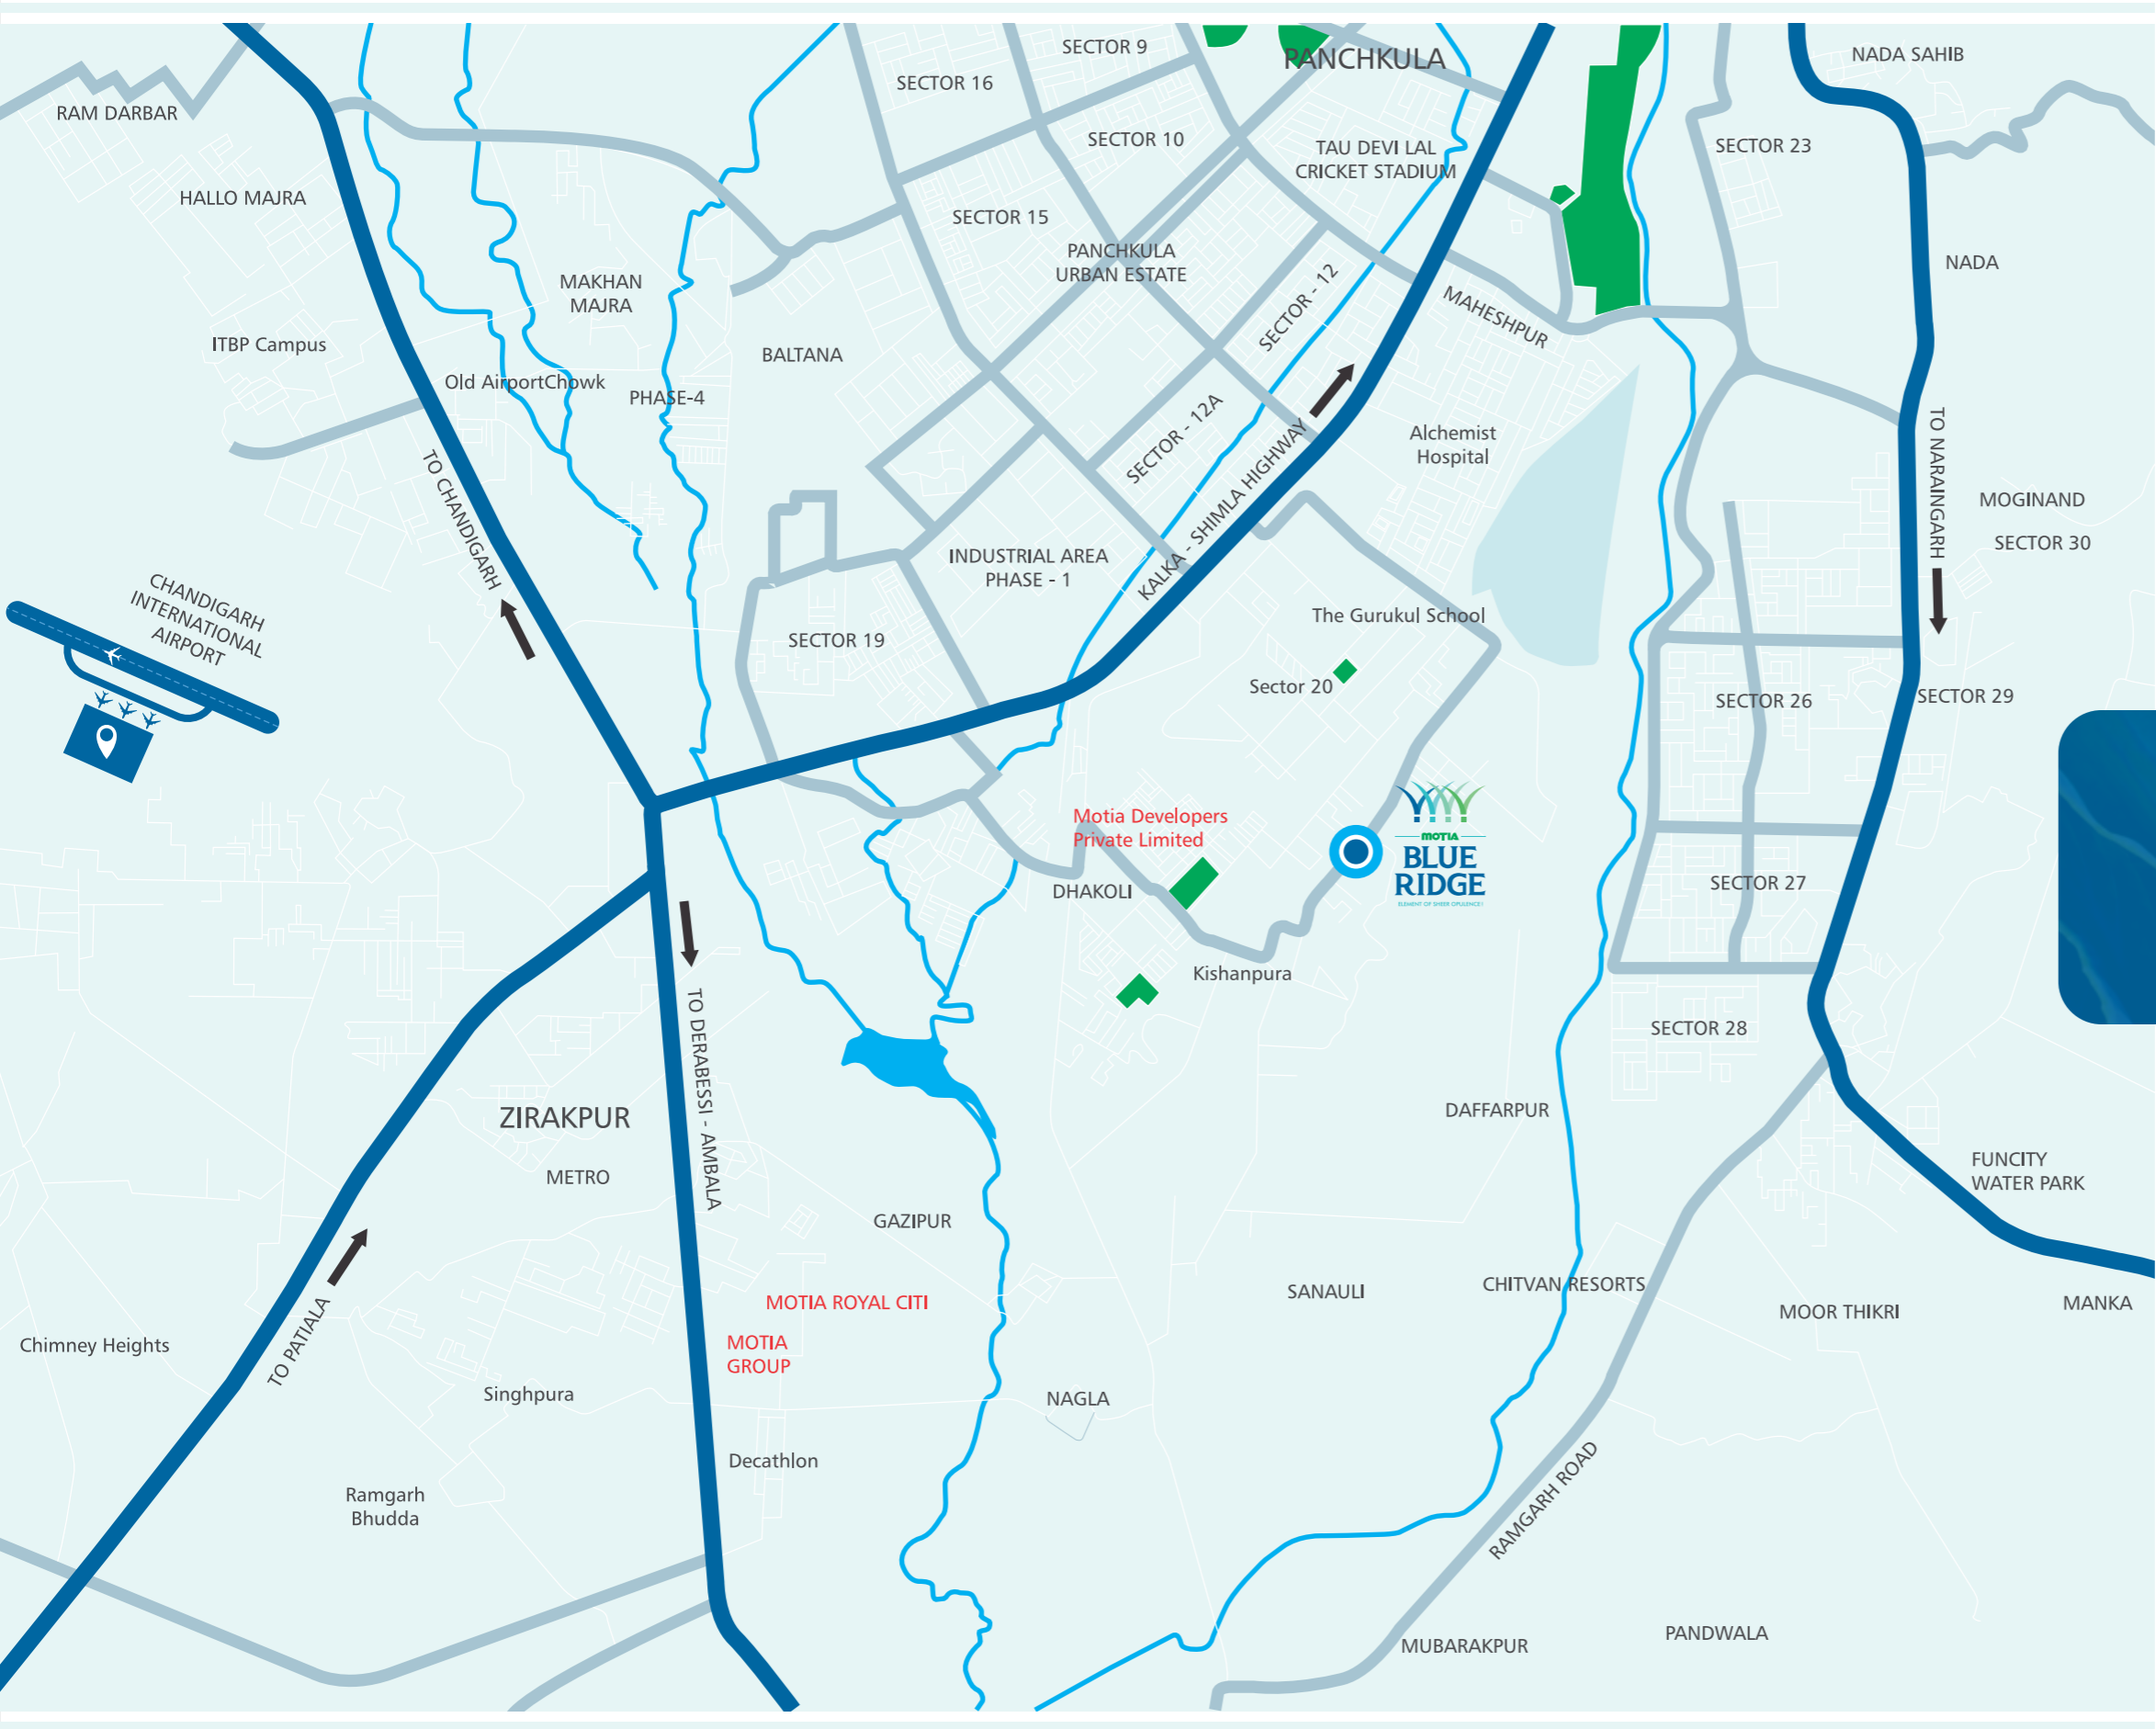 SECTOR 9
PANCHKULA
NADA SAHIB
SECTOR 16
RAM DARBAR
SECTOR 10
TAU DEVI LAL
CRICKET STADIUM
SECTOR 23
HALLO MAJRA
SECTOR 15
PANCHKULA
URBAN ESTATE
NADA
MAKHAN
MAJRA
SECTOR - 12
MAHESHPUR
ITBP Campus
BALTANA
Old AirportChowk
PHASE-4
SECTOR - 12A
KALKA - SHIMLA HIGHWAY
Alchemist
Hospital
TO NARAINGARH
TO CHANDIGARH
MOGINAND
SECTOR 30
INDUSTRIAL AREA
PHASE - 1
CHANDIGARH
INTERNATIONAL
AIRPORT
The Gurukul School
SECTOR 19
Sector 20
SECTOR 26
SECTOR 29
Motia Developers
Private Limited
MOTIA
BLUE
RIDGE
ELEMENT OF SHEER OPULENCE!
DHAKOLI
SECTOR 27
Kishanpura
TO DERABESSI - AMBALA
SECTOR 28
ZIRAKPUR
DAFFARPUR
METRO
FUNCITY
WATER PARK
GAZIPUR
SANAULI
CHITVAN RESORTS
MOTIA ROYAL CITI
MOOR THIKRI
MANKA
Chimney Heights
TO PATIALA
MOTIA
GROUP
Singhpura
NAGLA
Decathlon
Ramgarh
Bhudda
RAMGARH ROAD
MUBARAKPUR
PANDWALA